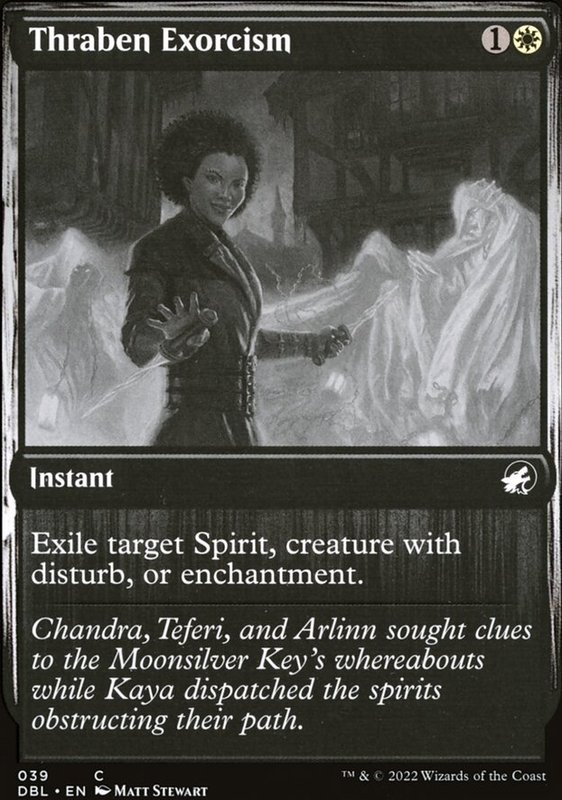 Thraben Exorcism 1
Instant
Exile target Spirit, creature with
disturb, or enchantment.
Chandra, Teferi, and Arlinn sought clues
to the Moonsilver Key's whereabouts
while Kaya dispatched the spirits
obstructing their path.
039 C
DBL • EN Matt Stewart
™ & © 2022 Wizards of the Coast